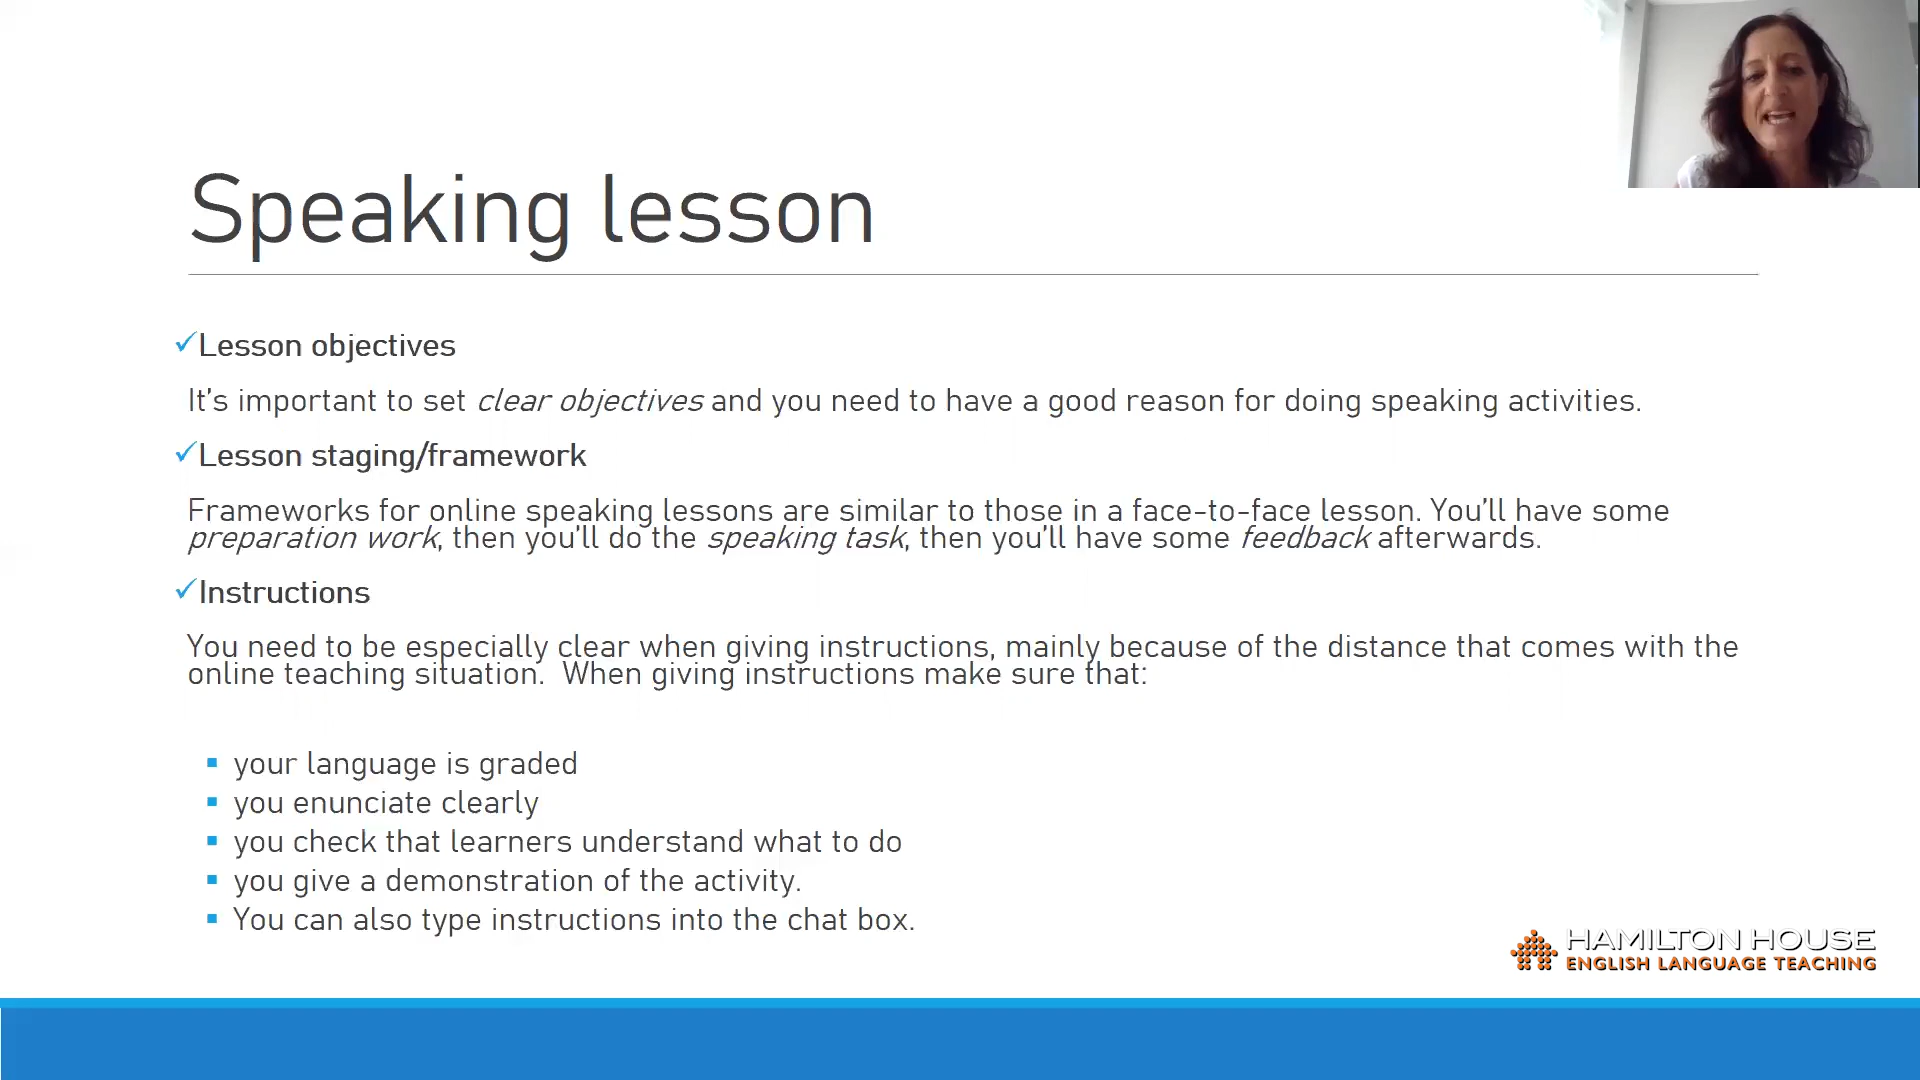 Speaking lesson
Lesson objectives
It's important to set clear objectives and you need to have a good reason for doing speaking activities.
Lesson staging/framework
Frameworks for online speaking lessons are similar to those in a face-to-face lesson. You'll have some
preparation work, then you'll do the speaking task, then you'll have some feedback afterwards.
Instructions
You need to be especially clear when giving instructions, mainly because of the distance that comes with the
online teaching situation.  When giving instructions make sure that:
your language is graded
you enunciate clearly
you check that learners understand what to do
you give a demonstration of the activity.
You can also type instructions into the chat box.
HAMILTON HOUSE
ENGLISH LANGUAGE TEACHING